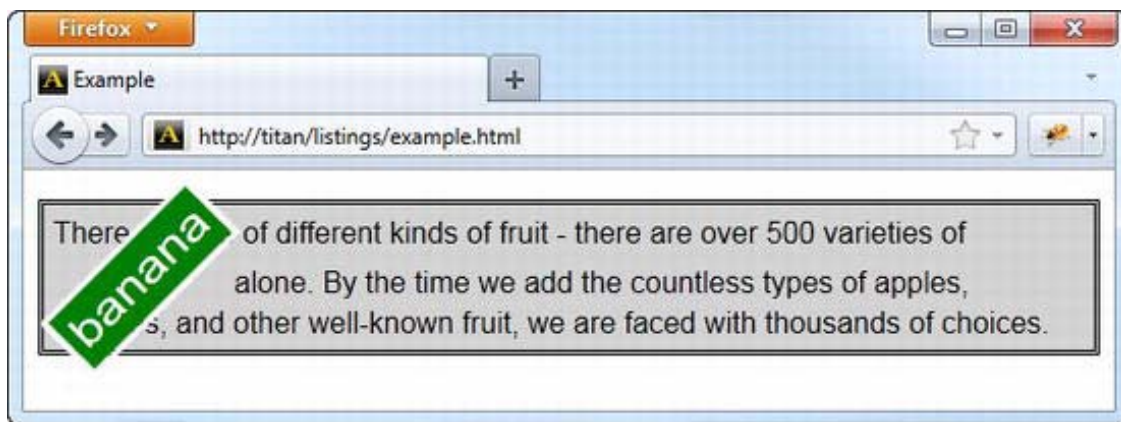 Firefox
Example
http://titan/listings/example.html
There of different kinds of fruit - there are over 500 varieties of
banana
alone. By the time we add the countless types of apples,
s, and other well-known fruit, we are faced with thousands of choices.